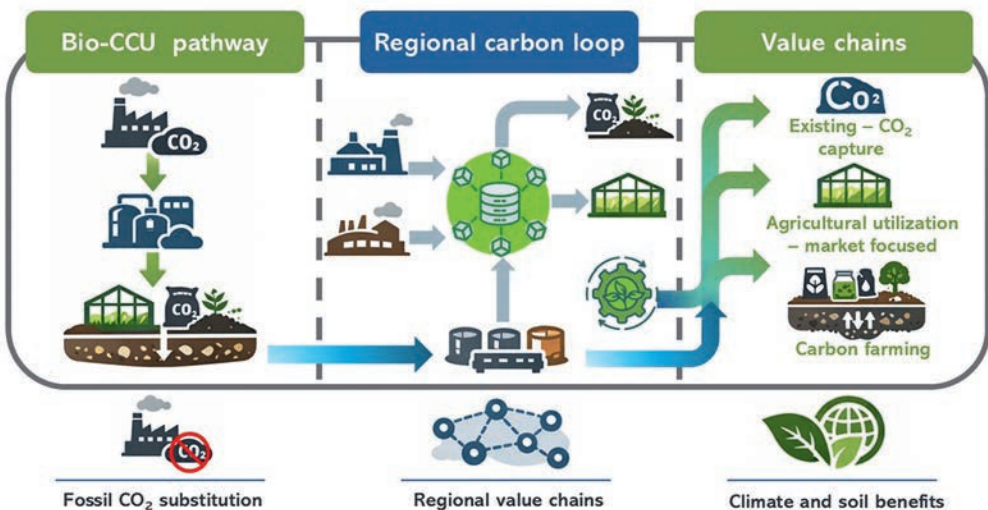 Bio-CCU pathway
Regional carbon loop
Value chains
CO₂
CO₂
CO₂
CO₂
Existing – CO₂
capture
Agricultural utilization
– market focused
Carbon farming
CO₂
Fossil CO₂ substitution
Regional value chains
Climate and soil benefits